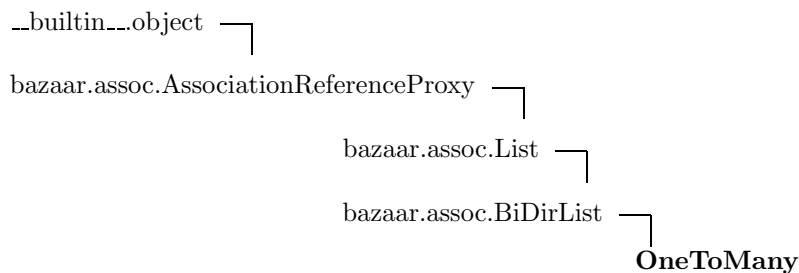 __builtin__.object
bazaar.assoc.AssociationReferenceProxy
bazaar.assoc.List
bazaar.assoc.BiDirList
OneToMany